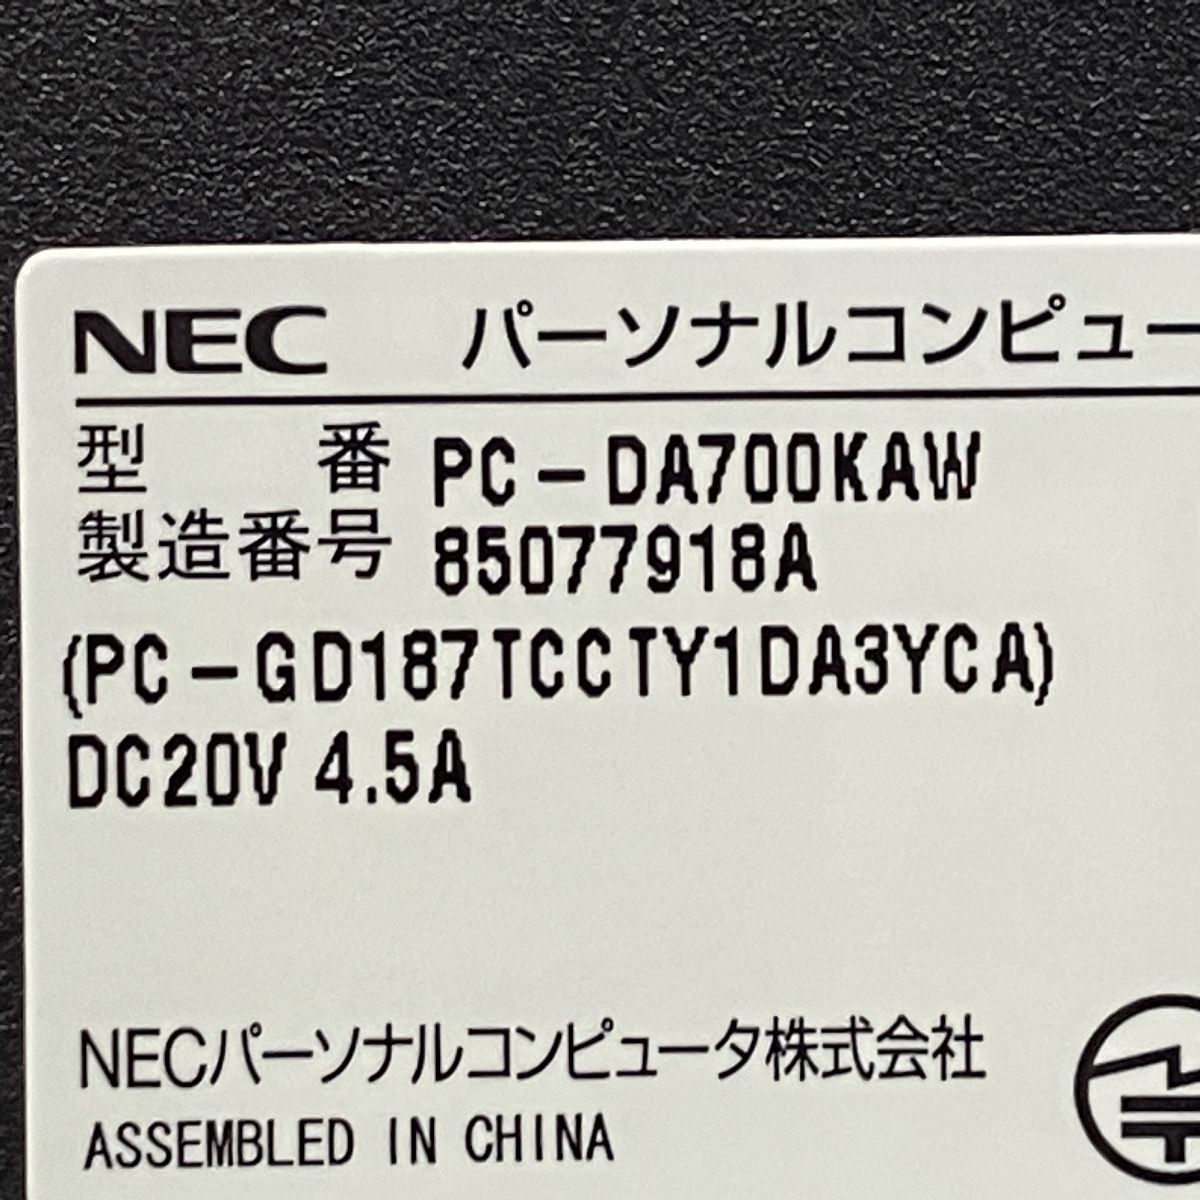 NEC パーソナルコンピュー
型番 PC-DA700KAW
製造番号 85077918A
(PC-GD187TCCTY1DA3YCA)
DC20V 4.5A
NECパーソナルコンピュータ株式会社
ASSEMBLED IN CHINA